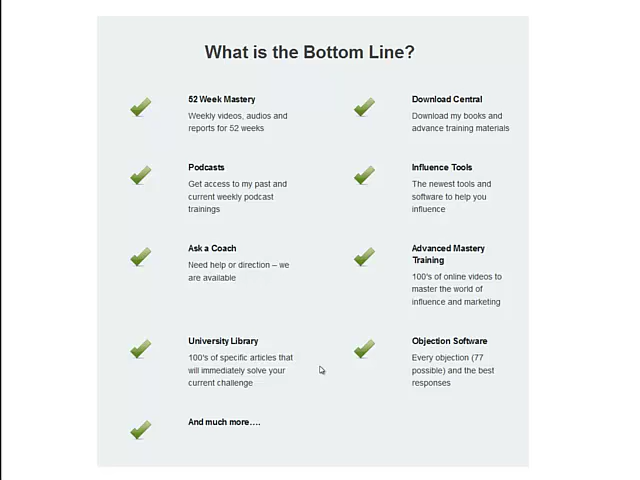 What is the Bottom Line?
52 Week Mastery
Weekly videos, audios and
reports for 52 weeks
Download Central
Download my books and
advance training materials
Podcasts
Get access to my past and
current weekly podcast
trainings
Influence Tools
The newest tools and
software to help you
influence
Ask a Coach
Need help or direction – we
are available
Advanced Mastery
Training
100's of online videos to
master the world of
influence and marketing
University Library
100's of specific articles that
will immediately solve your
current challenge
Objection Software
Every objection (77
possible) and the best
responses
And much more….